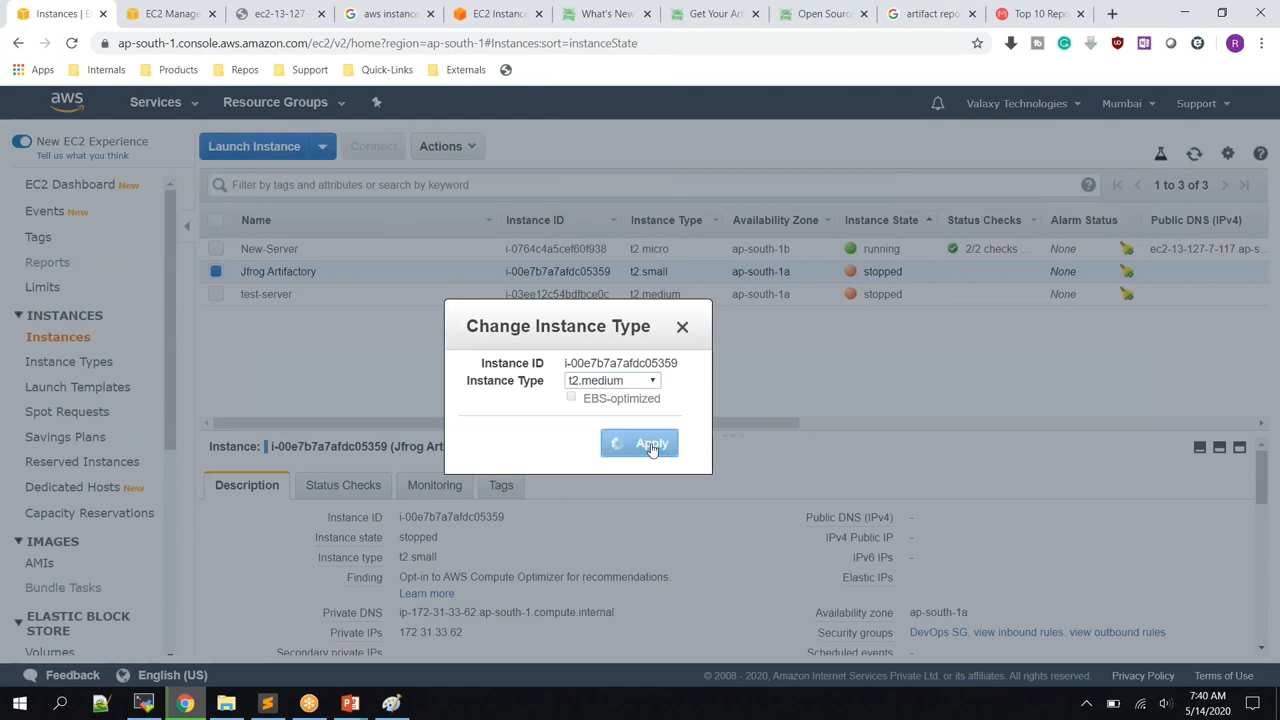 Instances | E
EC2 Manage
ec2-13-127-
aws instanc
EC2 Instanc
What's New
Get Your Art
Open Sourc
artifact repo
Top 10 Repo
ap-south-1.console.aws.amazon.com/ec2/v2/home?region=ap-south-1#Instances:sort=instanceState
R
Apps Internals Products Repos Support Quick-Links Externals
aws Services Resource Groups Valaxy Technologies Mumbai Support
New EC2 Experience
Tell us what you think
EC2 Dashboard New
Events New
Tags
Reports
Limits
INSTANCES
Instances
Instance Types
Launch Templates
Spot Requests
Savings Plans
Reserved Instances
Dedicated Hosts New
Capacity Reservations
IMAGES
AMIs
Bundle Tasks
ELASTIC BLOCK
STORE
Volumes
Launch Instance Connect Actions
Filter by tags and attributes or search by keyword
1 to 3 of 3
Name Instance ID Instance Type Availability Zone Instance State Status Checks Alarm Status Public DNS (IPv4)
New-Server i-0764c4a5cef60f938 t2.micro ap-south-1b running 2/2 checks ... None ec2-13-127-7-117.ap-s...
Jfrog Artifactory i-00e7b7a7afdc05359 t2.small ap-south-1a stopped None
test-server i-03ee12c54bdfbce0c t2.medium ap-south-1a stopped None
Change Instance Type
Instance ID i-00e7b7a7afdc05359
Instance Type t2.medium
EBS-optimized
Apply
Instance: i-00e7b7a7afdc05359 (Jfrog Art
Description Status Checks Monitoring Tags
Instance ID i-00e7b7a7afdc05359
Instance state stopped
Instance type t2.small
Finding Opt-in to AWS Compute Optimizer for recommendations.
Learn more
Private DNS ip-172-31-33-62.ap-south-1.compute.internal
Private IPs 172.31.33.62
Secondary private IPs
Public DNS (IPv4) -
IPv4 Public IP -
IPv6 IPs -
Elastic IPs
Availability zone ap-south-1a
Security groups DevOps SG. view inbound rules. view outbound rules
Scheduled events -
Feedback English (US) © 2008 - 2020, Amazon Internet Services Private Ltd. or its affiliates. All rights reserved. Privacy Policy Terms of Use
7:40 AM
5/14/2020